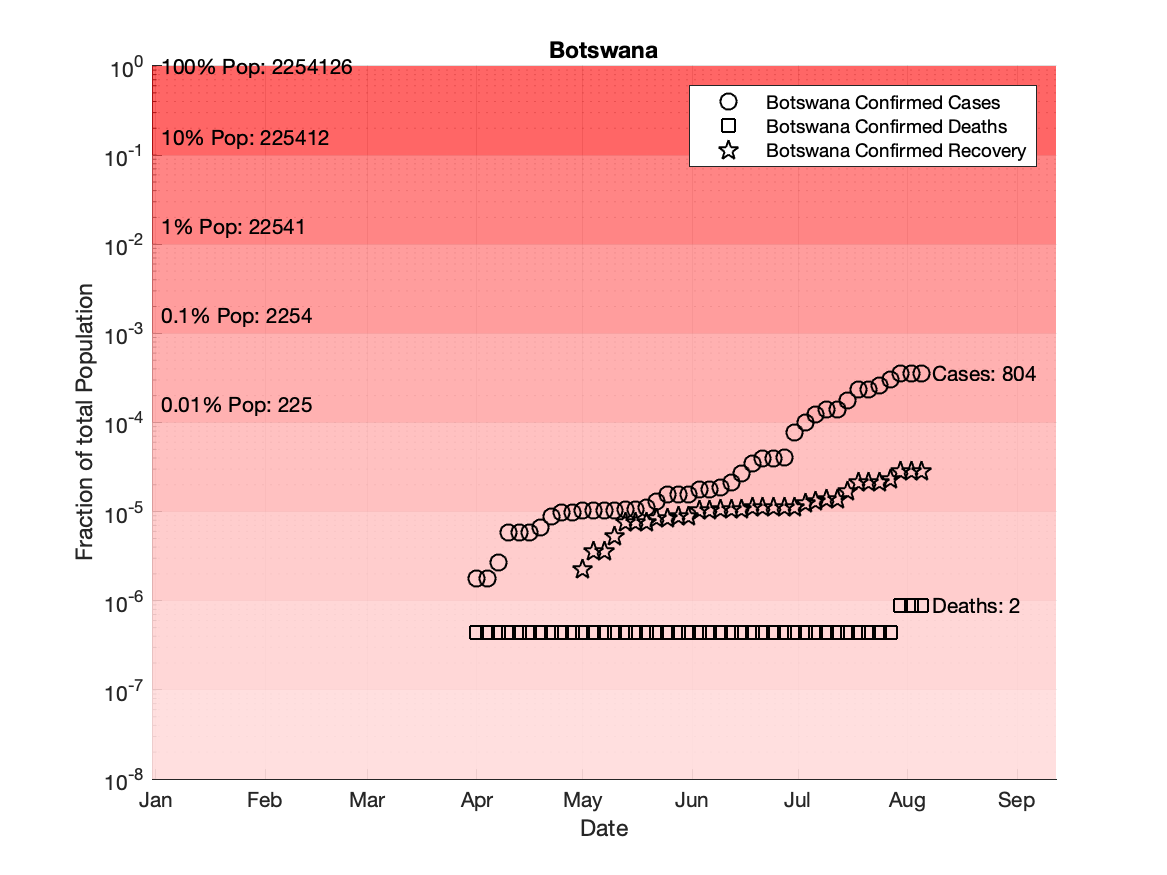 Botswana
10^0
100% Pop: 2254126
Botswana Confirmed Cases
Botswana Confirmed Deaths
Botswana Confirmed Recovery
10% Pop: 225412
10^-1
1% Pop: 22541
10^-2
0.1% Pop: 2254
10^-3
Cases: 804
0.01% Pop: 225
10^-4
10^-5
10^-6
Deaths: 2
10^-7
10^-8
Fraction of total Population
Jan Feb Mar Apr May Jun Jul Aug Sep
Date